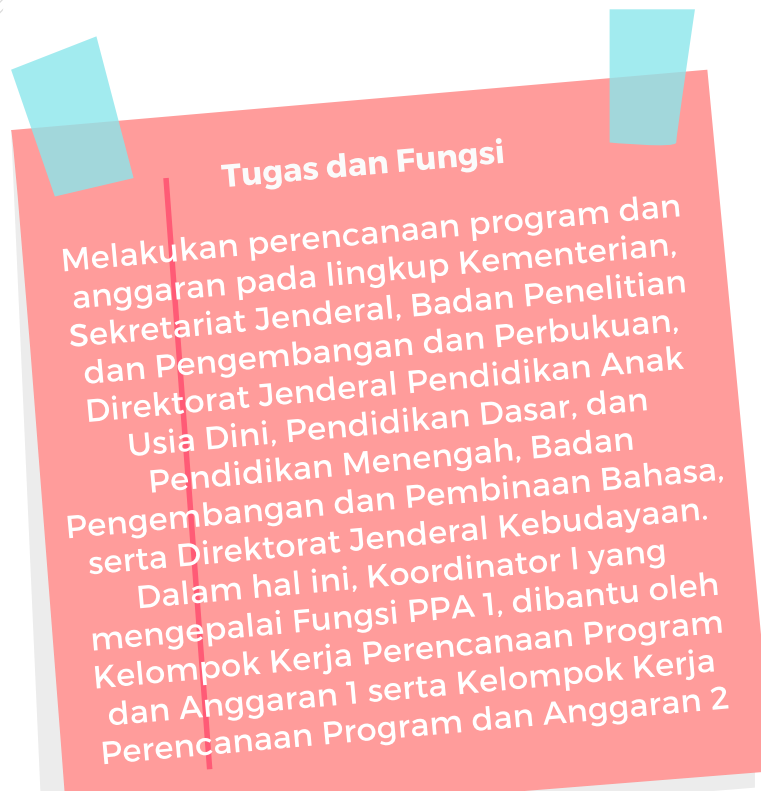 Tugas dan Fungsi
Melakukan perencanaan program dan
anggaran pada lingkup Kementerian,
Sekretariat Jenderal, Badan Penelitian
dan Pengembangan dan Perbukuan,
Direktorat Jenderal Pendidikan Anak
Usia Dini, Pendidikan Dasar, dan
Pendidikan Menengah, Badan
Pengembangan dan Pembinaan Bahasa,
serta Direktorat Jenderal Kebudayaan.
Dalam hal ini, Koordinator I yang
mengepalai Fungsi PPA 1, dibantu oleh
Kelompok Kerja Perencanaan Program
dan Anggaran 1 serta Kelompok Kerja
Perencanaan Program dan Anggaran 2